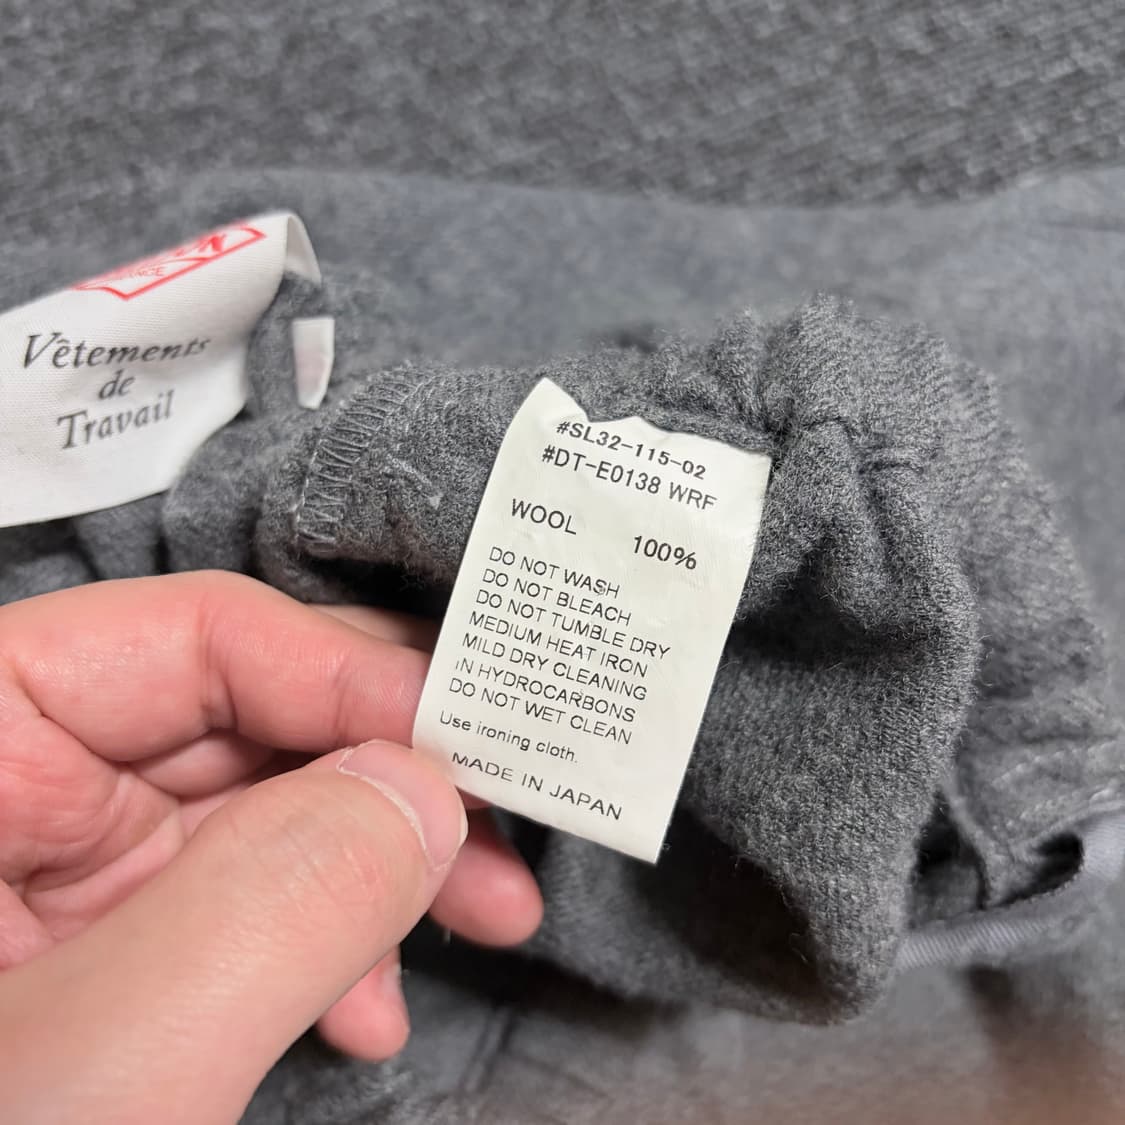 Vêtements
de
Travail
#SL32-115-02
#DT-E0138 WRF
WOOL 100%
DO NOT WASH
DO NOT BLEACH
DO NOT TUMBLE DRY
MEDIUM HEAT IRON
MILD DRY CLEANING
IN HYDROCARBONS
DO NOT WET CLEAN
Use ironing cloth.
MADE IN JAPAN